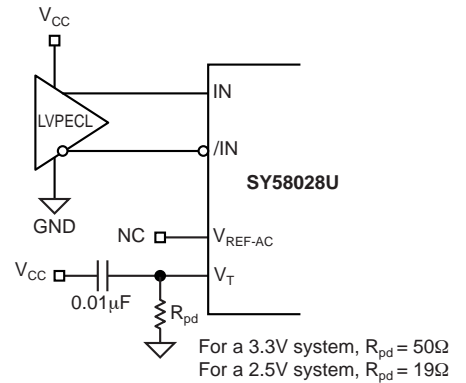 VCC
LVPECL
IN
/IN
SY58028U
GND
NC
VREF-AC
VCC
VT
0.01µF
Rpd
For a 3.3V system, Rpd = 50Ω
For a 2.5V system, Rpd = 19Ω